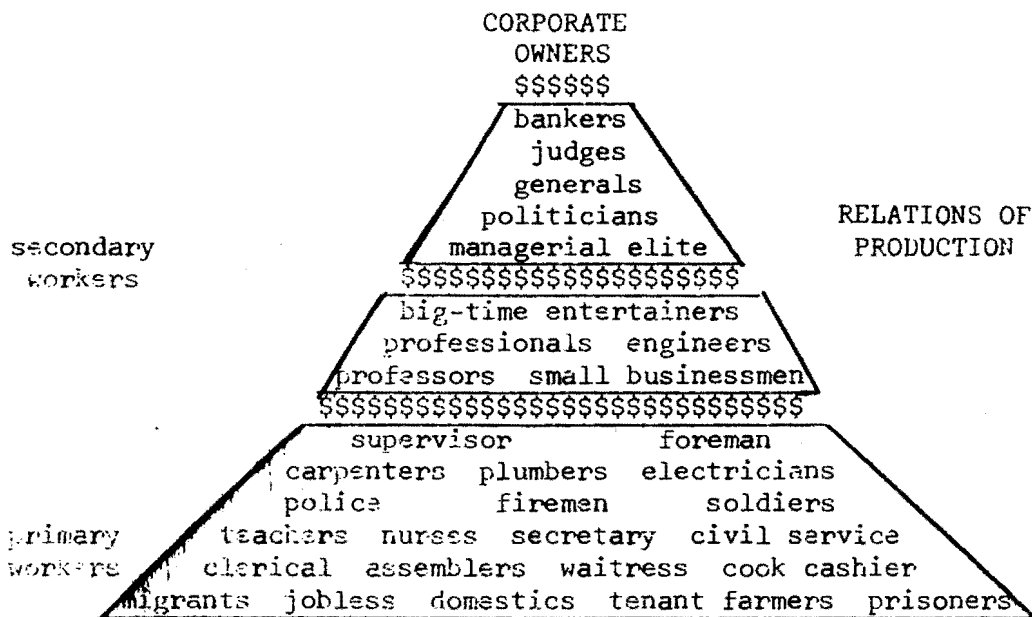 CORPORATE
OWNERS
$$$$$$
bankers
judges
generals
politicians
managerial elite
RELATIONS OF
PRODUCTION
secondary
workers
$$$$$$$$$$$$$$$$$$$$$
big-time entertainers
professionals engineers
professors small businessmen
$$$$$$$$$$$$$$$$$$$$$$$$$$$$$$
supervisor foreman
carpenters plumbers electricians
police firemen soldiers
primary
workers
teachers nurses secretary civil service
clerical assemblers waitress cook cashier
migrants jobless domestics tenant farmers prisoners